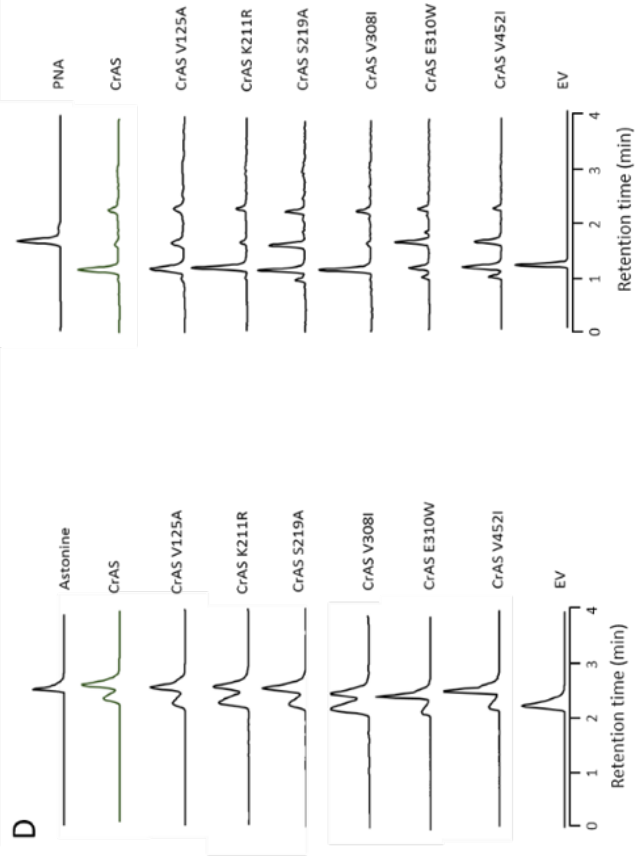 D
Astonine
CrAS
CrAS V125A
CrAS K211R
CrAS S219A
CrAS V308I
CrAS E310W
CrAS V452I
EV
0 1 2 3 4
Retention time (min)
PNA
CrAS
CrAS V125A
CrAS K211R
CrAS S219A
CrAS V308I
CrAS E310W
CrAS V452I
EV
0 1 2 3 4
Retention time (min)